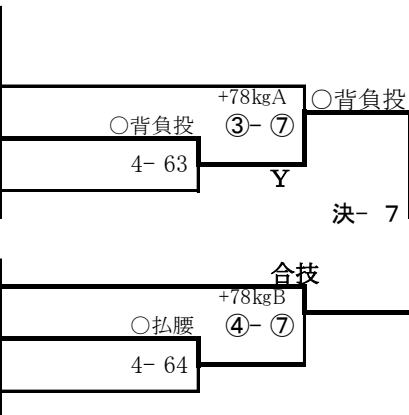 +78kgA
○背負投
○背負投
③- ⑦
4- 63
Y
決- 7
合技
+78kgB
○払腰
④- ⑦
4- 64